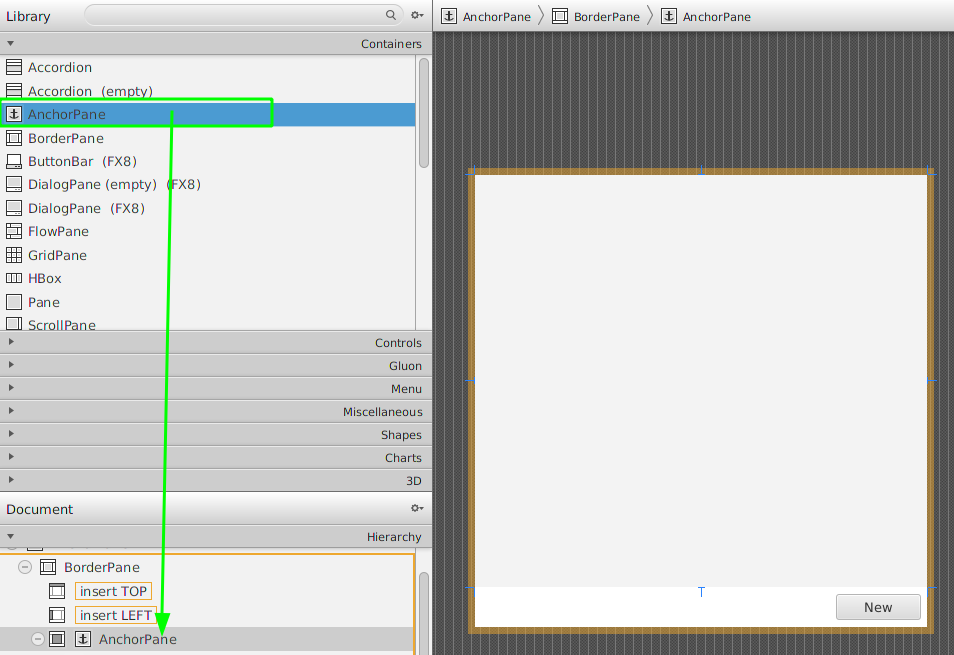 Library
Containers
Accordion
Accordion (empty)
AnchorPane
BorderPane
ButtonBar (FX8)
DialogPane (empty) (FX8)
DialogPane (FX8)
FlowPane
GridPane
HBox
Pane
ScrollPane
Controls
Gluon
Menu
Miscellaneous
Shapes
Charts
3D
Document
Hierarchy
BorderPane
insert TOP
insert LEFT
AnchorPane
AnchorPane BorderPane AnchorPane
New